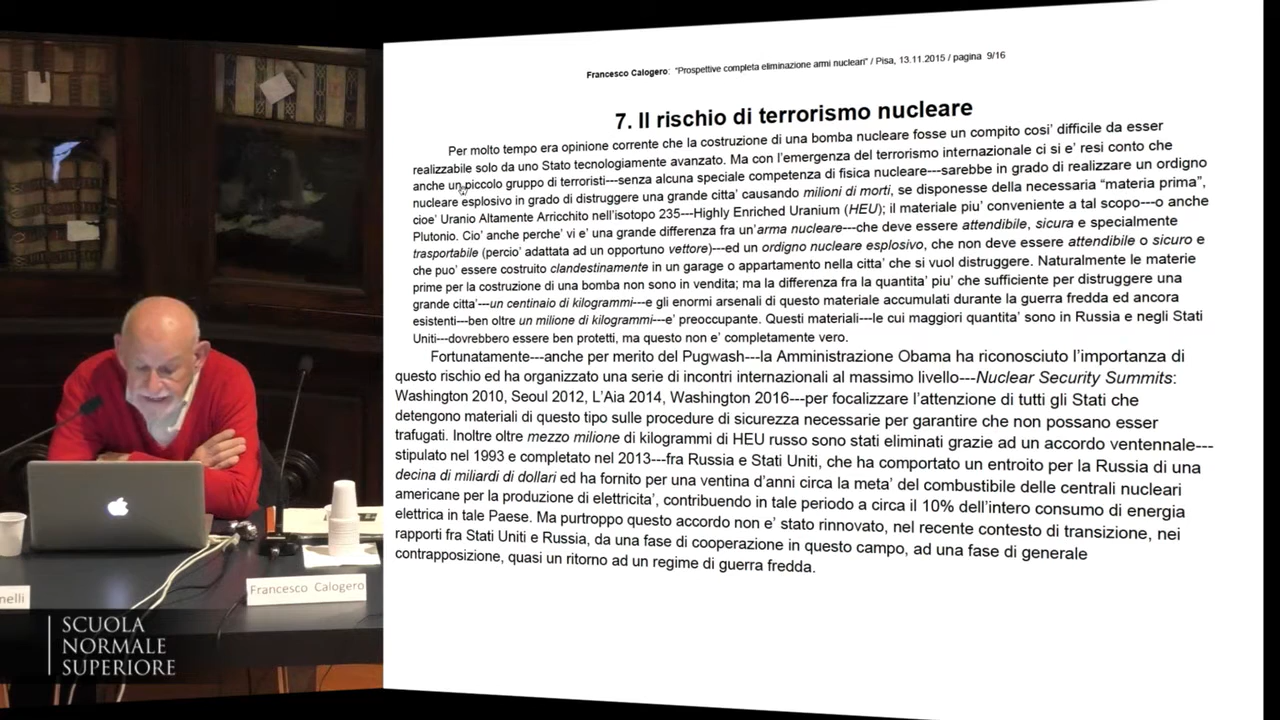 Francesco Calogero: "Prospettive completa eliminazione armi nucleari" / Pisa, 13.11.2015 / pagina 9/16
7. Il rischio di terrorismo nucleare
Per molto tempo era opinione corrente che la costruzione di una bomba nucleare fosse un compito cosi' difficile da esser
realizzabile solo da uno Stato tecnologiamente avanzato. Ma con l'emergenza del terrorismo internazionale ci si e' resi conto che
anche un piccolo gruppo di terroristi---senza alcuna speciale competenza di fisica nucleare---sarebbe in grado di realizzare un ordigno
nucleare esplosivo in grado di distruggere una grande citta' causando milioni di morti, se disponesse della necessaria "materia prima",
cioe' Uranio Altamente Arricchito nell'isotopo 235---Highly Enriched Uranium (HEU); il materiale piu' conveniente a tal scopo---o anche
Plutonio. Cio' anche perche' vi e' una grande differenza fra un'arma nucleare---che deve essere attendibile, sicura e specialmente
trasportabile (percio' adattata ad un opportuno vettore)---ed un ordigno nucleare esplosivo, che non deve essere attendibile o sicuro e
che puo' essere costruito clandestinamente in un garage o appartamento nella citta' che si vuol distruggere. Naturalmente le materie
prime per la costruzione di una bomba non sono in vendita; ma la differenza fra la quantita' piu' che sufficiente per distruggere una
grande citta'---un centinaio di kilogrammi---e gli enormi arsenali di questo materiale accumulati durante la guerra fredda ed ancora
esistenti---ben oltre un milione di kilogrammi---e' preoccupante. Questi materiali---le cui maggiori quantita' sono in Russia e negli Stati
Uniti---dovrebbero essere ben protetti, ma questo non e' completamente vero.
Fortunatamente---anche per merito del Pugwash---la Amministrazione Obama ha riconosciuto l'importanza di
questo rischio ed ha organizzato una serie di incontri internazionali al massimo livello---Nuclear Security Summits:
Washington 2010, Seoul 2012, L'Aia 2014, Washington 2016---per focalizzare l'attenzione di tutti gli Stati che
detengono materiali di questo tipo sulle procedure di sicurezza necessarie per garantire che non possano esser
trafugati. Inoltre oltre mezzo milione di kilogrammi di HEU russo sono stati eliminati grazie ad un accordo ventennale---
stipulato nel 1993 e completato nel 2013---fra Russia e Stati Uniti, che ha comportato un entroito per la Russia di una
decina di miliardi di dollari ed ha fornito per una ventina d'anni circa la meta' del combustibile delle centrali nucleari
americane per la produzione di elettricita', contribuendo in tale periodo a circa il 10% dell'intero consumo di energia
elettrica in tale Paese. Ma purtroppo questo accordo non e' stato rinnovato, nel recente contesto di transizione, nei
rapporti fra Stati Uniti e Russia, da una fase di cooperazione in questo campo, ad una fase di generale
contrapposizione, quasi un ritorno ad un regime di guerra fredda.
nelli
Francesco Calogero
SCUOLA
NORMALE
SUPERIORE